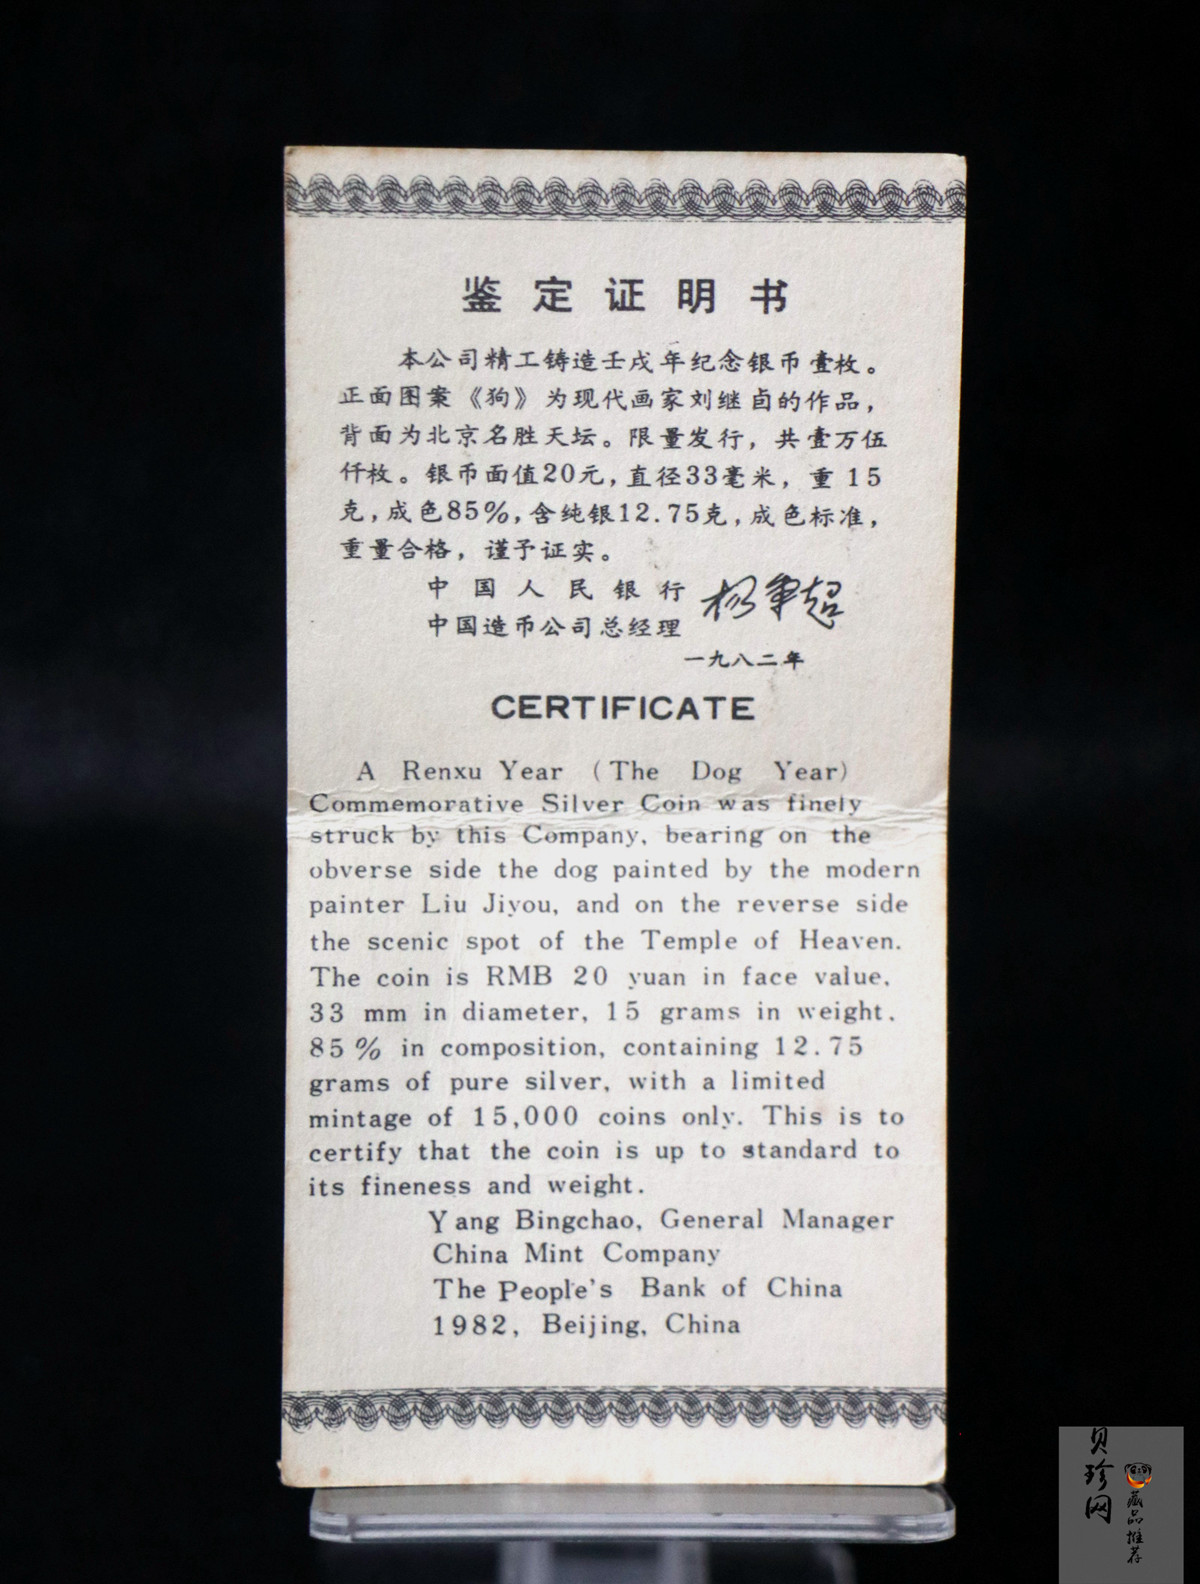 鉴定证明书
本公司精工铸造壬戌年纪念银币壹枚。
正面图案《狗》为现代画家刘继卣的作品，
背面为北京名胜天坛。限量发行，共壹万伍
仟枚。银币面值20元，直径33毫米，重15
克，成色85%，含纯银12.75克，成色标准，
重量合格，谨予证实。
中国人民银行
中国造币公司总经理
一九八二年
CERTIFICATE
A Renxu Year (The Dog Year)
Commemorative Silver Coin was finely
struck by this Company, bearing on the
obverse side the dog painted by the modern
painter Liu Jiyou, and on the reverse side
the scenic spot of the Temple of Heaven.
The coin is RMB 20 yuan in face value,
33 mm in diameter, 15 grams in weight,
85% in composition, containing 12.75
grams of pure silver, with a limited
mintage of 15,000 coins only. This is to
certify that the coin is up to standard to
its fineness and weight.
Yang Bingchao, General Manager
China Mint Company
The People's Bank of China
1982, Beijing, China
贝珍网
藏品推荐